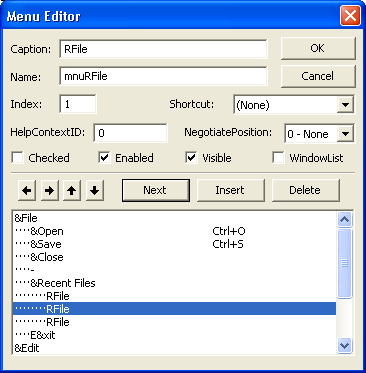 Menu Editor
Caption: RFile OK
Name: mnuRFile Cancel
Index: 1 Shortcut: (None)
HelpContextID: 0 NegotiatePosition: 0 - None
Checked Enabled Visible WindowList
Next Insert Delete
&File
····&Open Ctrl+O
····&Save Ctrl+S
····&Close
····-
····&Recent Files
········RFile
········RFile
········RFile
····E&xit
&Edit